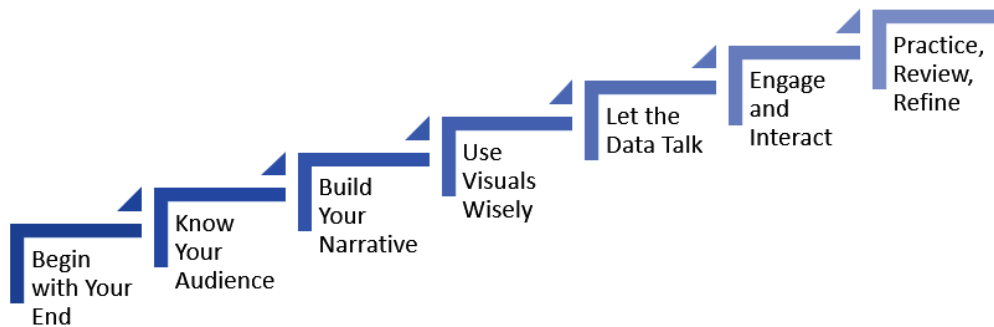 Begin
with Your
End
Know
Your
Audience
Build
Your
Narrative
Use
Visuals
Wisely
Let the
Data Talk
Engage
and
Interact
Practice,
Review,
Refine